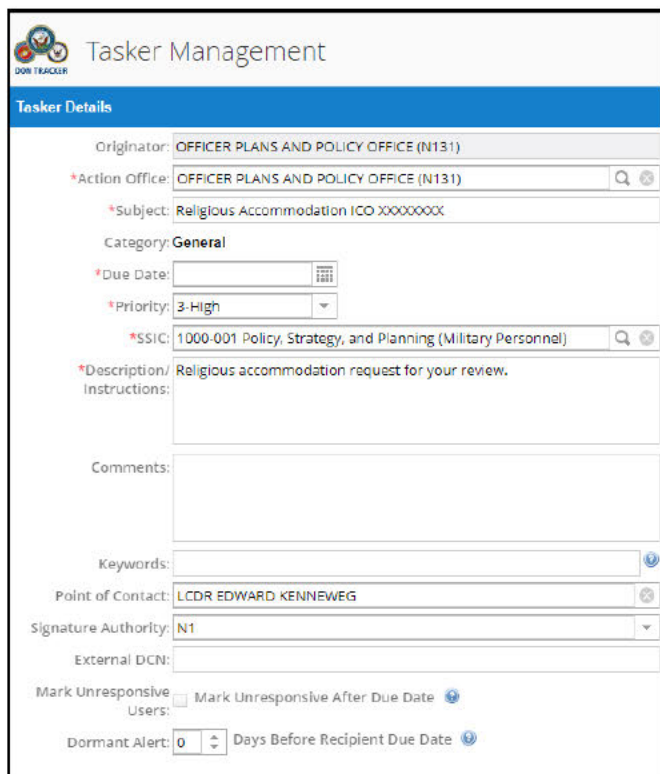 Tasker Management
DON TRACKER
Tasker Details
Originator: OFFICER PLANS AND POLICY OFFICE (N131)
*Action Office: OFFICER PLANS AND POLICY OFFICE (N131)
*Subject: Religious Accommodation ICO XXXXXXXX
Category: General
*Due Date:
*Priority: 3-High
*SSIC: 1000-001 Policy, Strategy, and Planning (Military Personnel)
*Description/ Religious accommodation request for your review.
Instructions:
Comments:
Keywords:
Point of Contact: LCDR EDWARD KENNEWEG
Signature Authority: N1
External DCN:
Mark Unresponsive Mark Unresponsive After Due Date
Users:
Dormant Alert: 0 Days Before Recipient Due Date